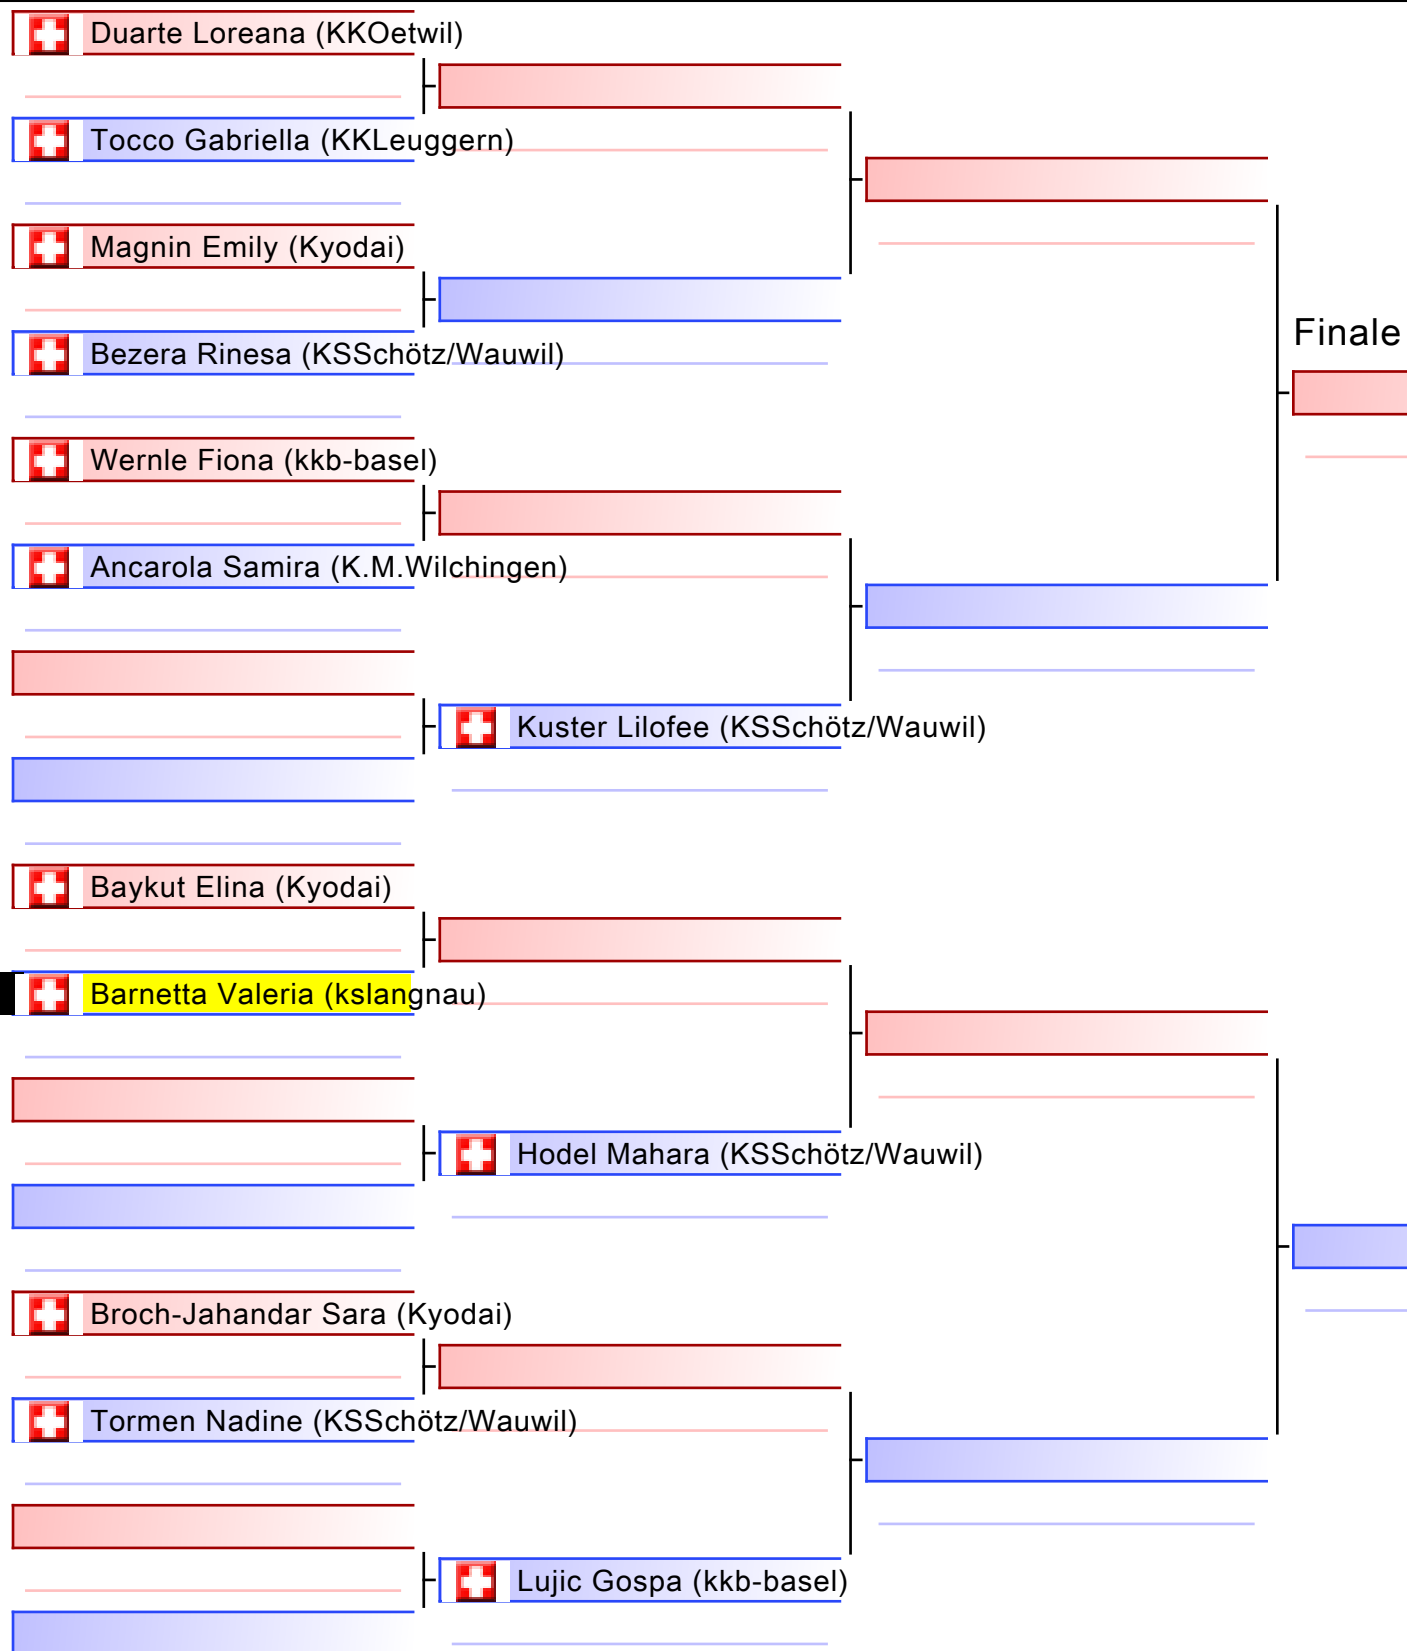 Duarte Loreana (KKOetwil)
Tocco Gabriella (KKLeuggern)
Magnin Emily (Kyodai)
Finale
Bezera Rinesa (KSSchötz/Wauwil)
Wernle Fiona (kkb-basel)
Ancarola Samira (K.M.Wilchingen)
Kuster Lilofee (KSSchötz/Wauwil)
Baykut Elina (Kyodai)
Barnetta Valeria (kslangnau)
Hodel Mahara (KSSchötz/Wauwil)
Broch-Jahandar Sara (Kyodai)
Tormen Nadine (KSSchötz/Wauwil)
Lujic Gospa (kkb-basel)